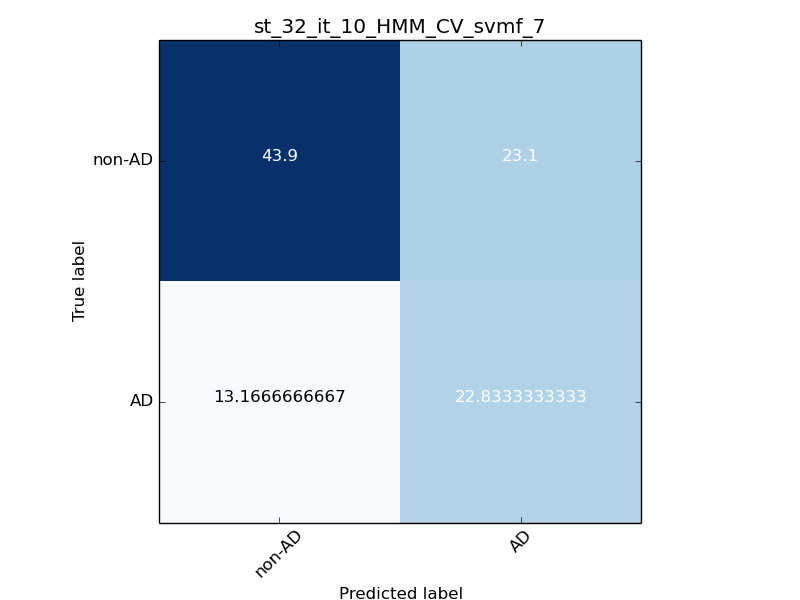 st_32_it_10_HMM_CV_svmf_7
non-AD
43.9
23.1
True label
AD
13.1666666667
22.8333333333
non-AD
AD
Predicted label